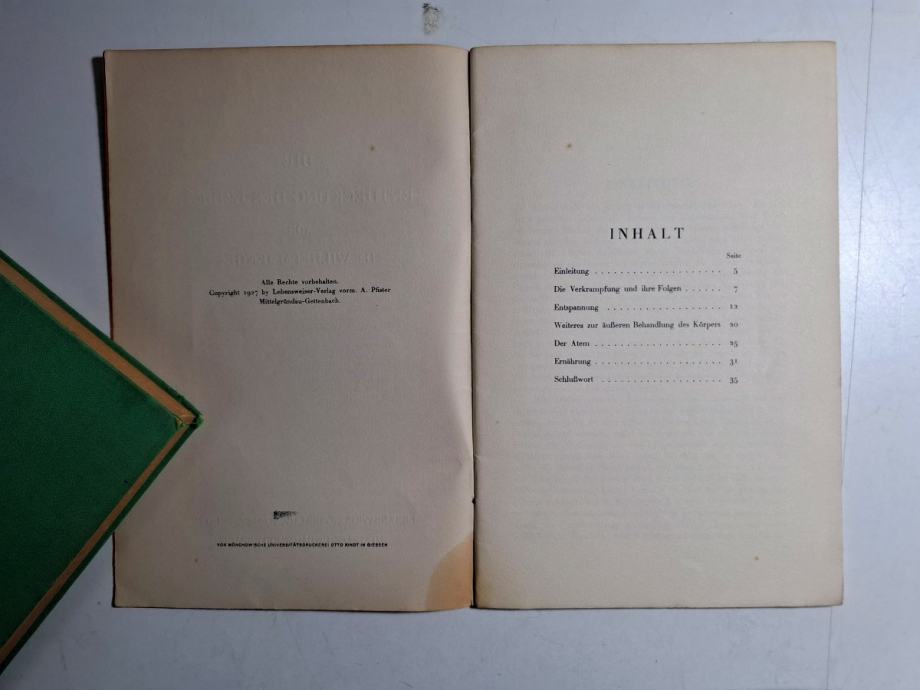 Alle Rechte vorbehalten.
Copyright 1927 by Lebensweiser-Verlag vorm. A. Pfister
Mittelgründau-Gettenbach.
VON MÜNCHOWSCHE UNIVERSITÄTSDRUCKEREI OTTO KINDT IN GIESSEN
INHALT
Seite
Einleitung . . . . . . . . . . . . . . . . . . . . 5
Die Verkrampfung und ihre Folgen . . . . . . 7
Entspannung . . . . . . . . . . . . . . . . . . 12
Weiteres zur äußeren Behandlung des Körpers 20
Der Atem . . . . . . . . . . . . . . . . . . . . 25
Ernährung . . . . . . . . . . . . . . . . . . . . 31
Schlußwort . . . . . . . . . . . . . . . . . . . 35